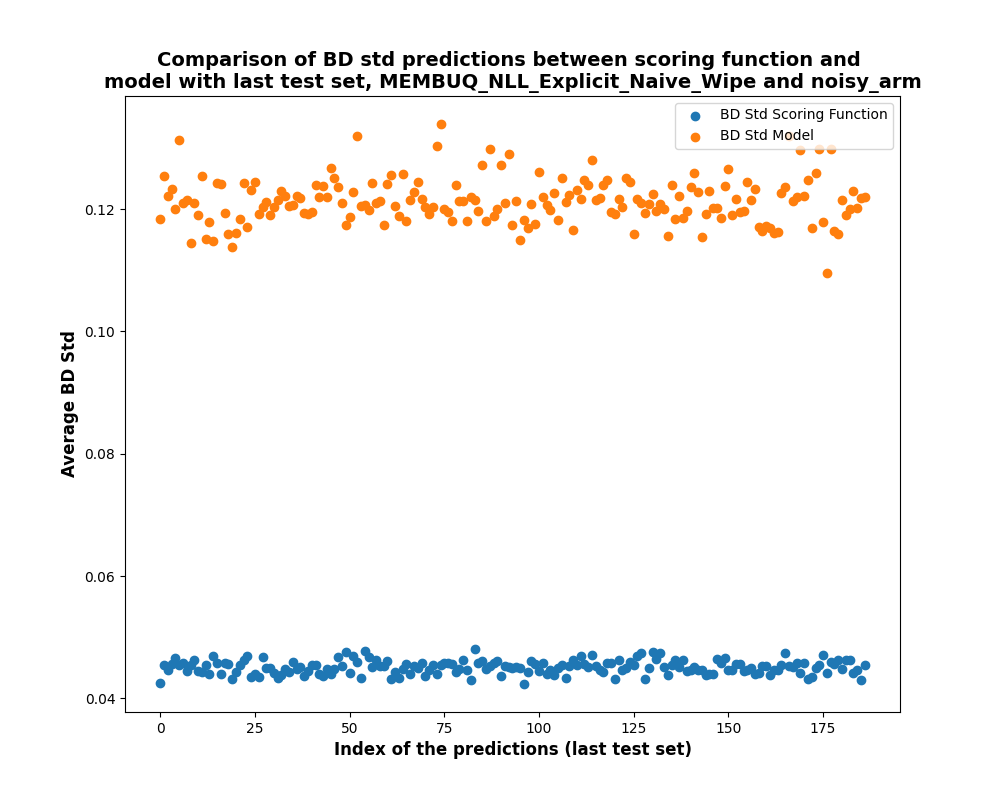 Comparison of BD std predictions between scoring function and
model with last test set, MEMBUQ_NLL_Explicit_Naive_Wipe and noisy_arm
BD Std Scoring Function
BD Std Model
Average BD Std
0.12
0.10
0.08
0.06
0.04
0 25 50 75 100 125 150 175
Index of the predictions (last test set)